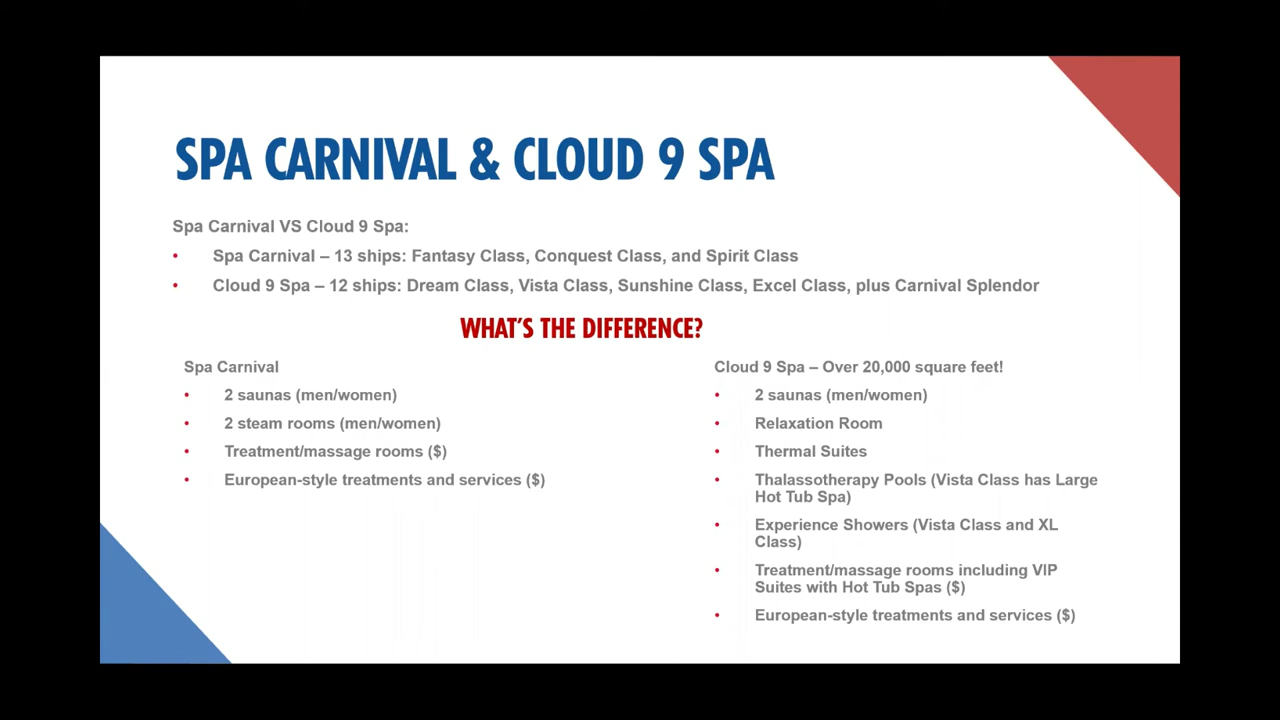 SPA CARNIVAL & CLOUD 9 SPA
Spa Carnival VS Cloud 9 Spa:
• Spa Carnival – 13 ships: Fantasy Class, Conquest Class, and Spirit Class
• Cloud 9 Spa – 12 ships: Dream Class, Vista Class, Sunshine Class, Excel Class, plus Carnival Splendor
WHAT'S THE DIFFERENCE?
Spa Carnival
• 2 saunas (men/women)
• 2 steam rooms (men/women)
• Treatment/massage rooms ($)
• European-style treatments and services ($)
Cloud 9 Spa – Over 20,000 square feet!
• 2 saunas (men/women)
• Relaxation Room
• Thermal Suites
• Thalassotherapy Pools (Vista Class has Large
Hot Tub Spa)
• Experience Showers (Vista Class and XL
Class)
• Treatment/massage rooms including VIP
Suites with Hot Tub Spas ($)
• European-style treatments and services ($)